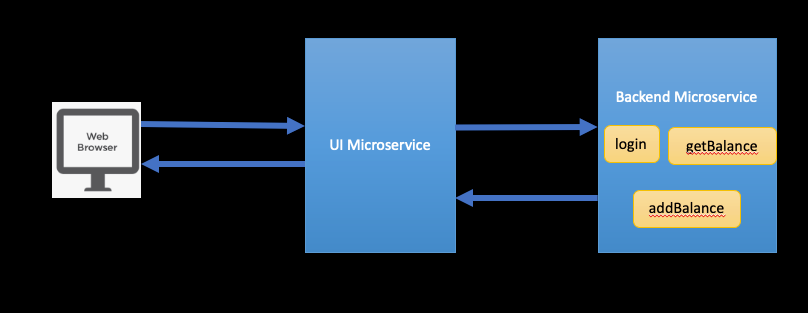 Web
Browser
UI Microservice
Backend Microservice
login
getBalance
addBalance